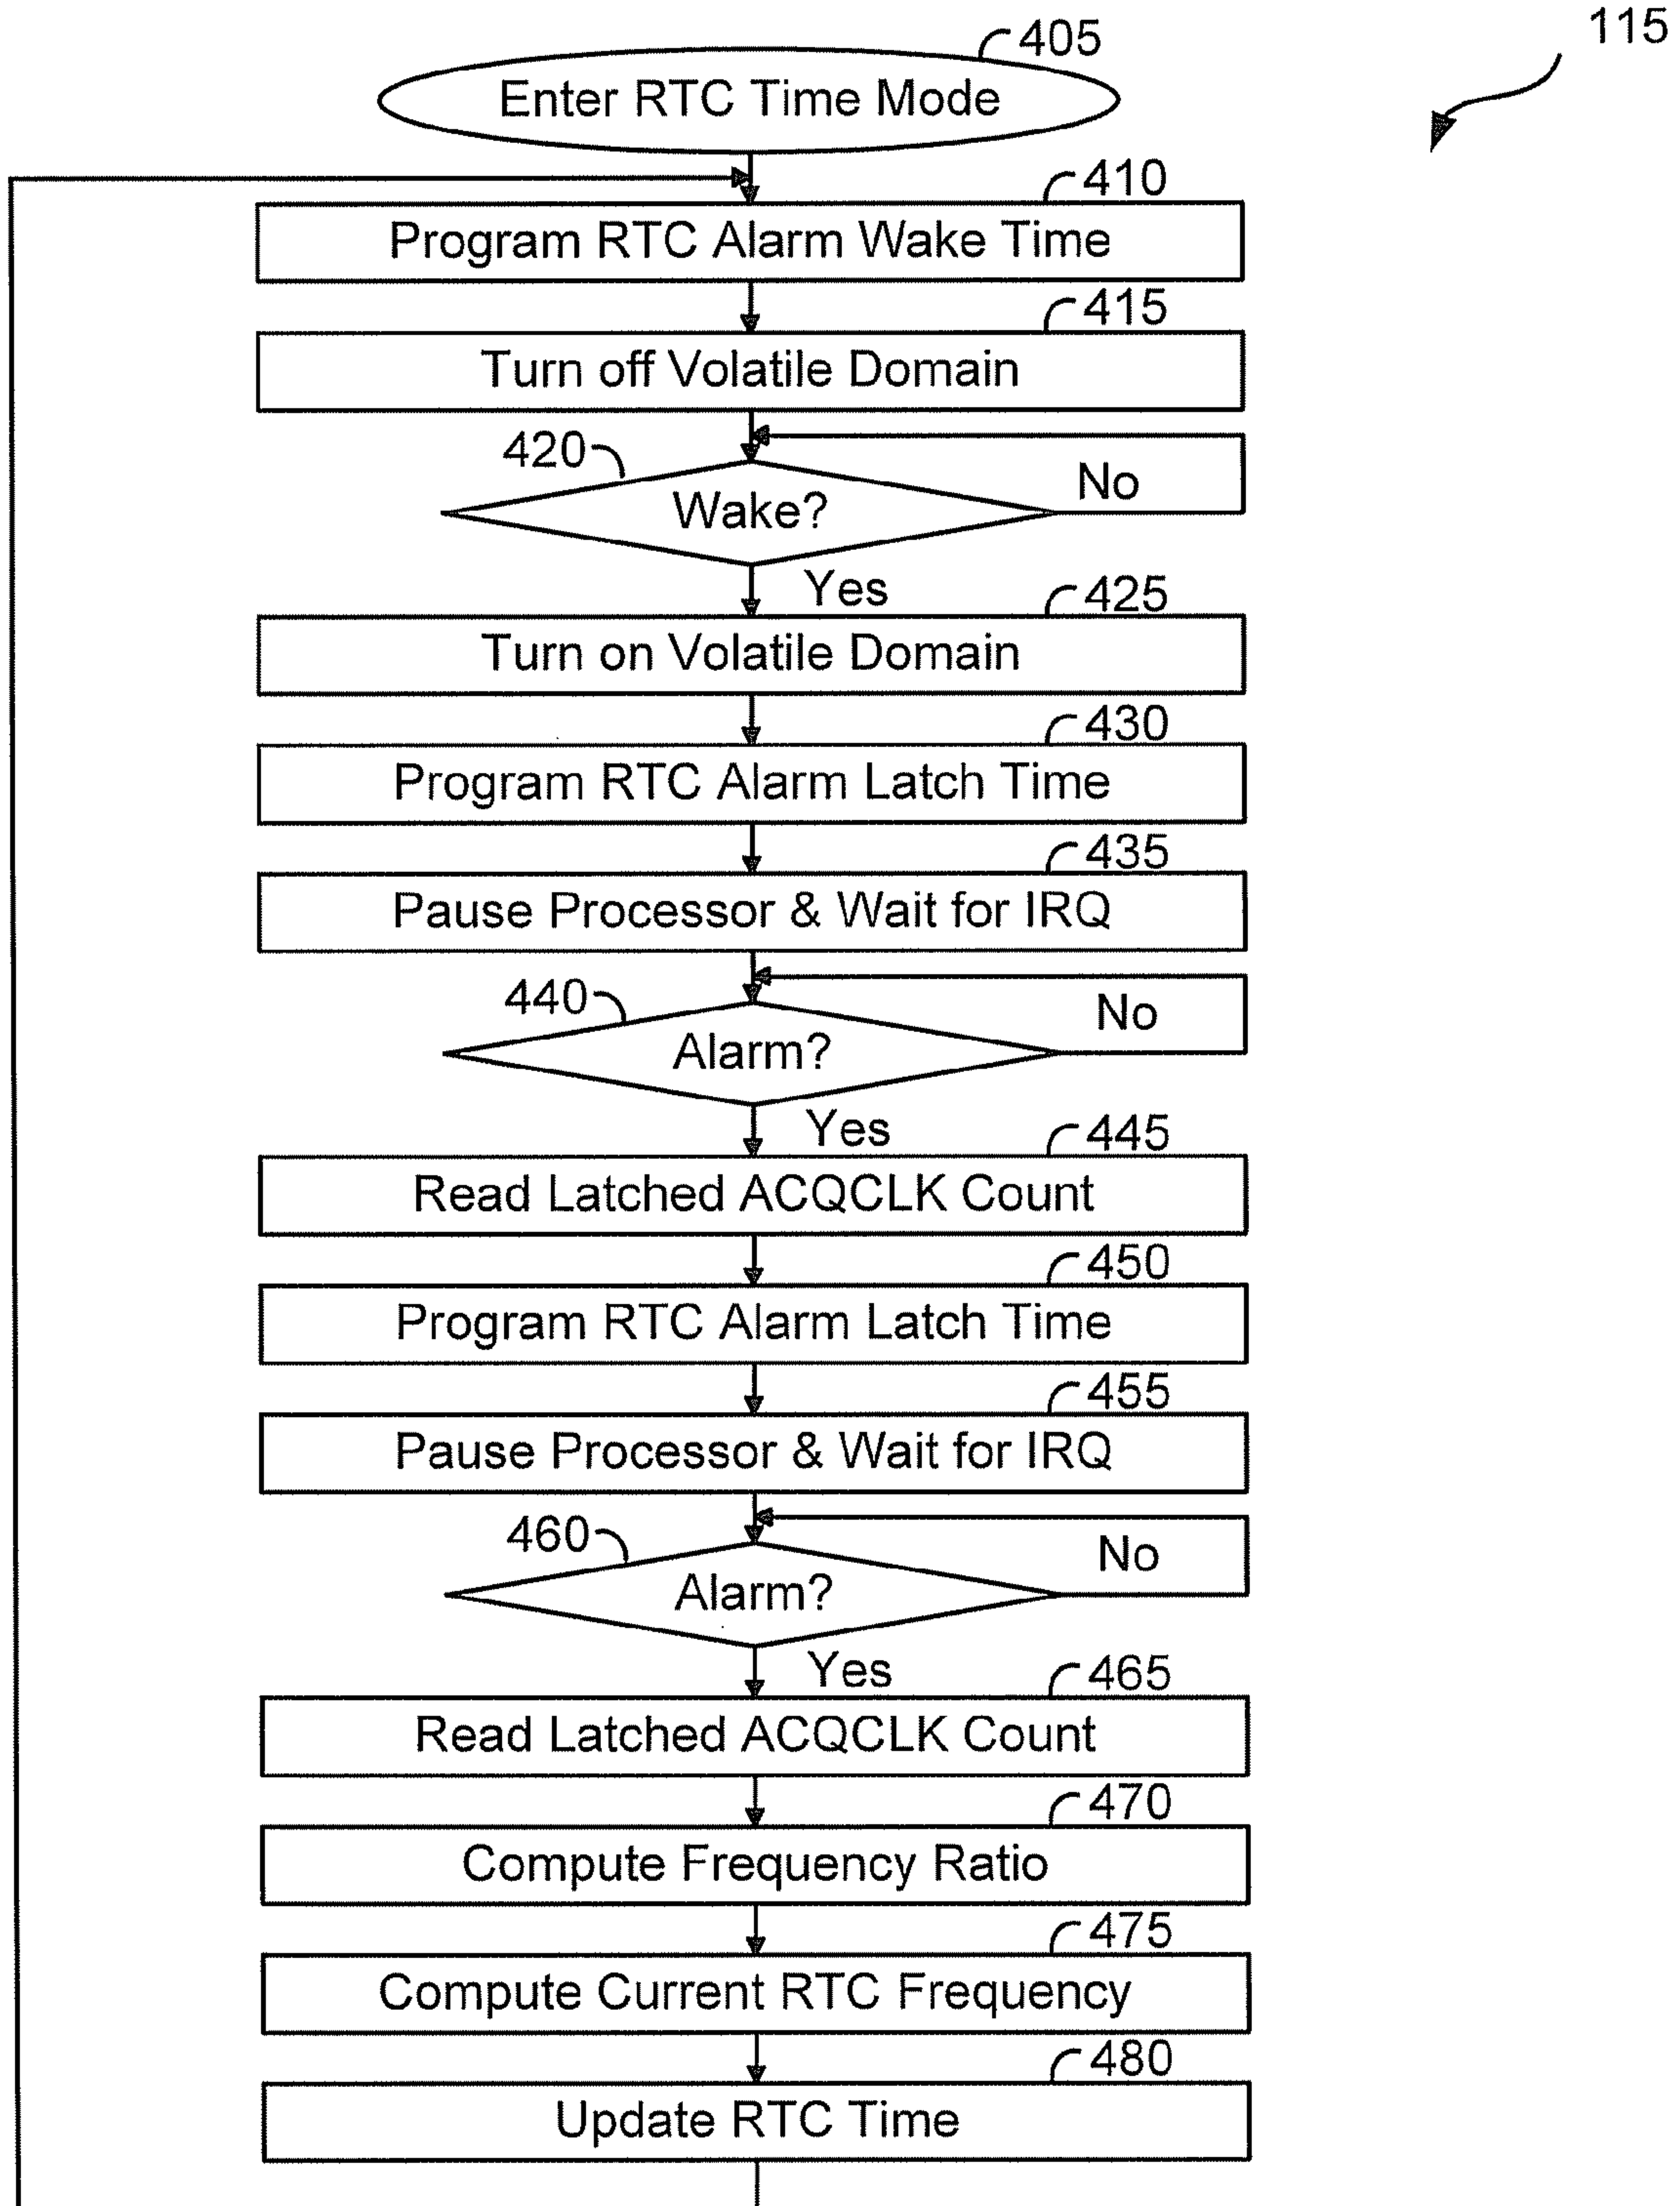 115
405
Enter RTC Time Mode
410
Program RTC Alarm Wake Time
415
Turn off Volatile Domain
420
Wake?
No
Yes
425
Turn on Volatile Domain
430
Program RTC Alarm Latch Time
435
Pause Processor & Wait for IRQ
440
Alarm?
No
Yes
445
Read Latched ACQCLK Count
450
Program RTC Alarm Latch Time
455
Pause Processor & Wait for IRQ
460
Alarm?
No
Yes
465
Read Latched ACQCLK Count
470
Compute Frequency Ratio
475
Compute Current RTC Frequency
480
Update RTC Time